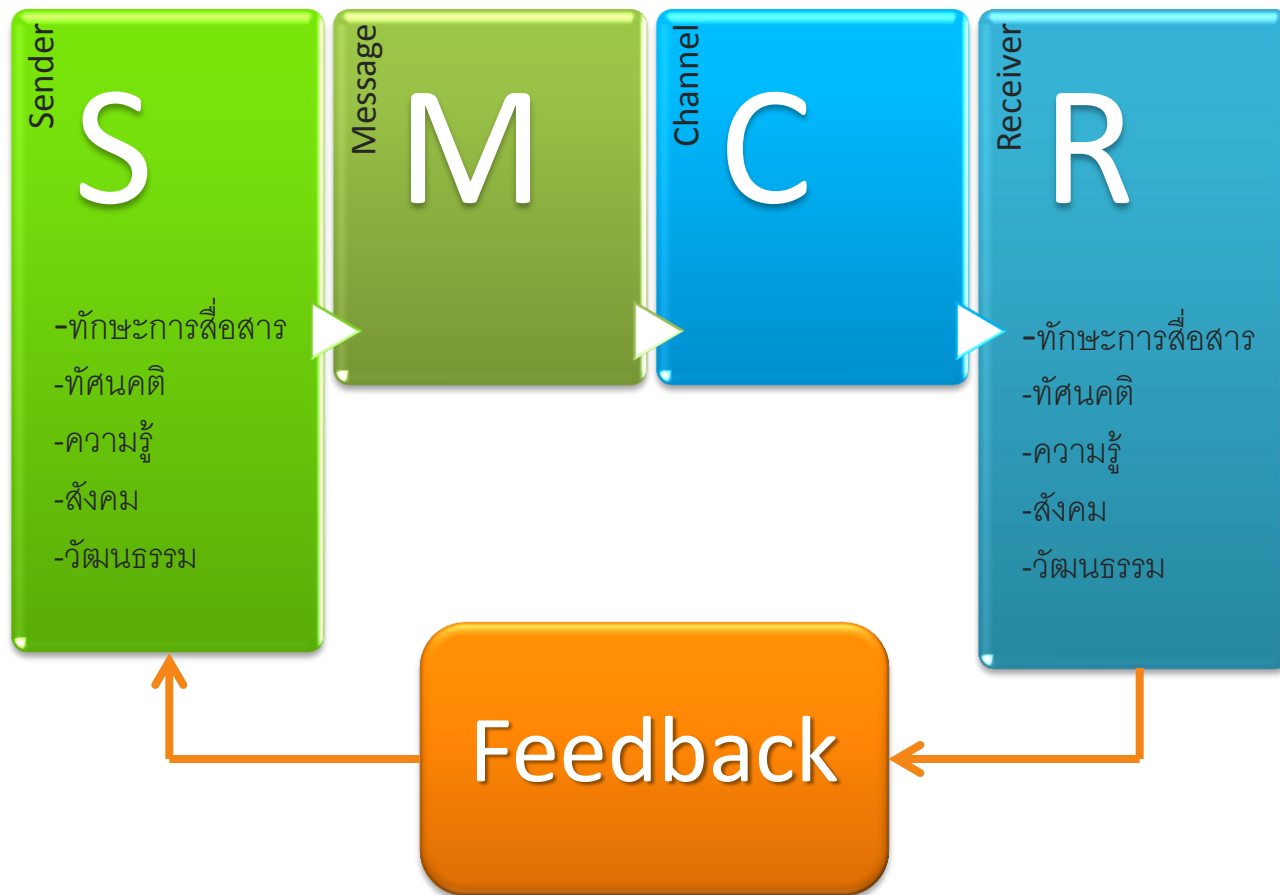 Sender
S
-ทักษะการสื่อสาร
-ทัศนคติ
-ความรู้
-สังคม
-วัฒนธรรม
Message
M
Channel
C
Receiver
R
-ทักษะการสื่อสาร
-ทัศนคติ
-ความรู้
-สังคม
-วัฒนธรรม
Feedback